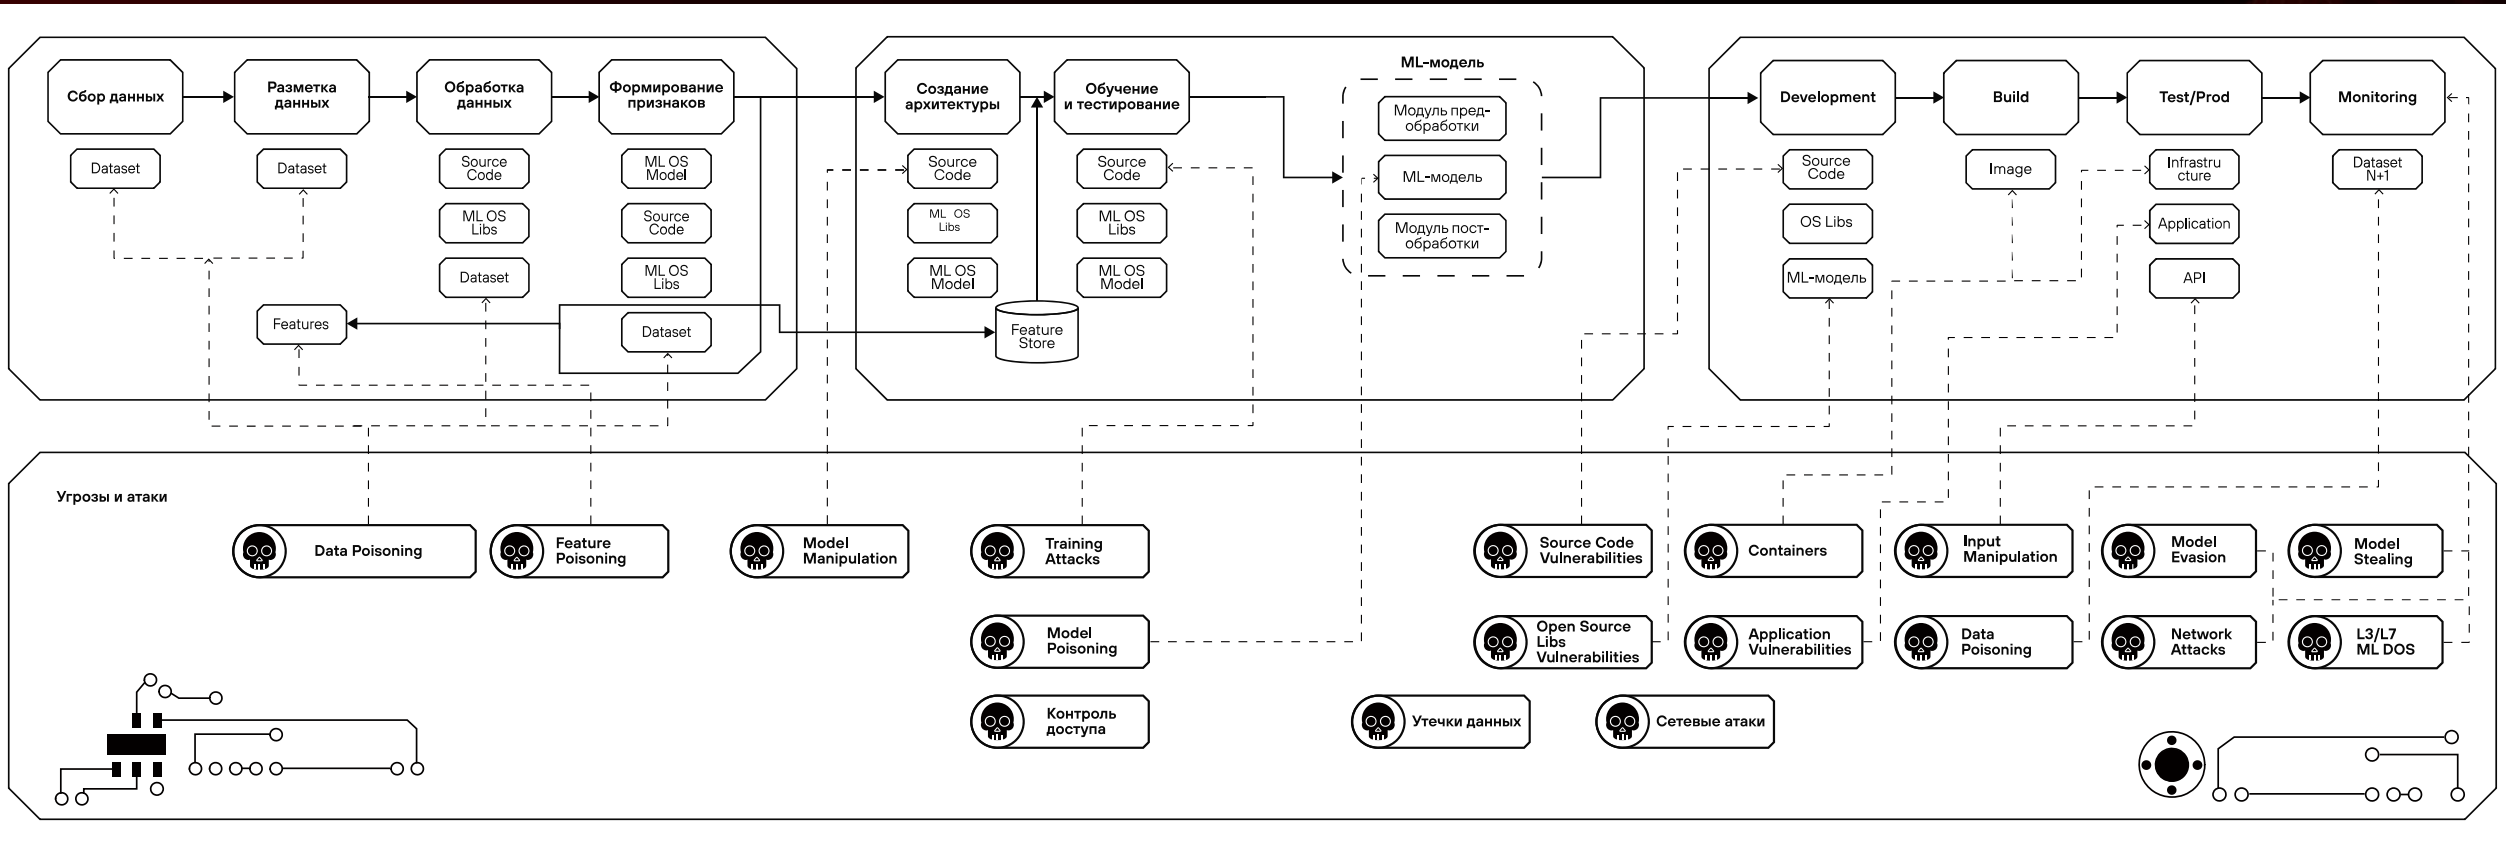 Сбор данных
Разметка
данных
Обработка
данных
Формирование
признаков
Dataset
Dataset
Source
Code
ML OS
Model
ML OS
Libs
Source
Code
Dataset
ML OS
Libs
Features
Dataset
Создание
архитектуры
Обучение
и тестирование
Source
Code
Source
Code
ML OS
Libs
ML OS
Libs
ML OS
Model
ML OS
Model
Feature
Store
ML-модель
Модуль пред-
обработки
ML-модель
Модуль пост-
обработки
Development
Build
Test/Prod
Monitoring
Source
Code
Image
Infrastru
cture
Dataset
N+1
OS Libs
Application
ML-модель
API
Угрозы и атаки
Data Poisoning
Feature
Poisoning
Model
Manipulation
Training
Attacks
Source Code
Vulnerabilities
Containers
Input
Manipulation
Model
Evasion
Model
Stealing
Model
Poisoning
Open Source
Libs
Vulnerabilities
Application
Vulnerabilities
Data
Poisoning
Network
Attacks
L3/L7
ML DOS
Контроль
доступа
Утечки данных
Сетевые атаки